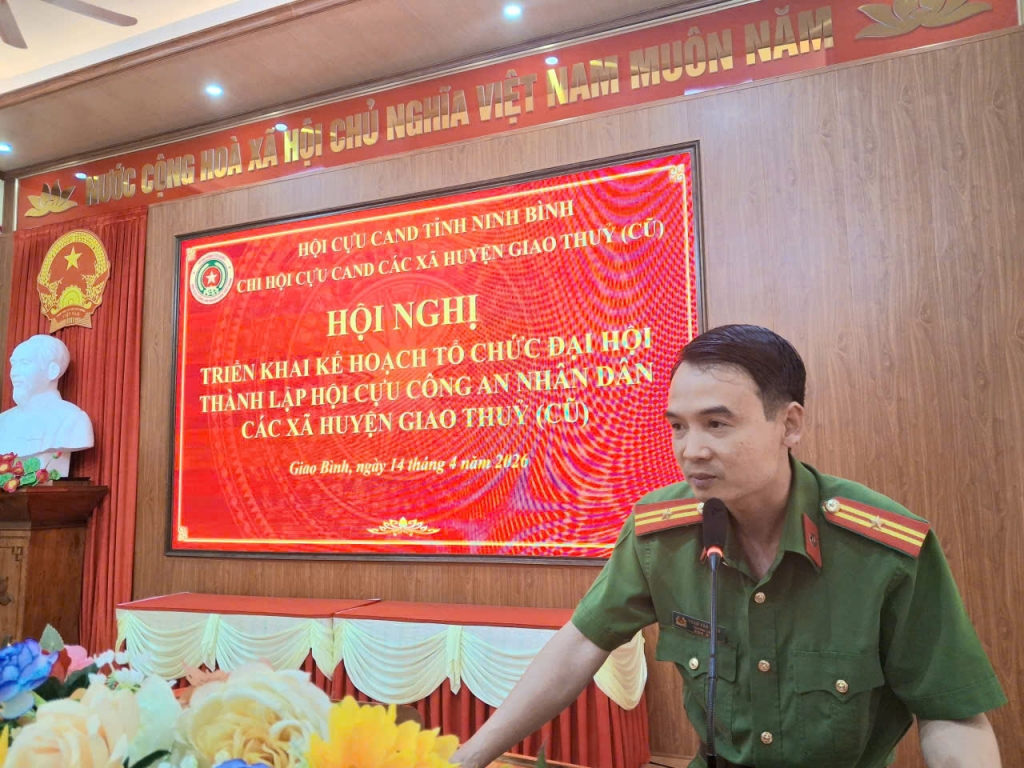 NƯỚC CỘNG HOÀ XÃ HỘI CHỦ NGHĨA VIỆT NAM MUÔN NĂM
HỘI CỰU CAND TỈNH NINH BÌNH
CHI HỘI CỰU CAND CÁC XÃ HUYỆN GIAO THUỶ (CŨ)
HỘI NGHỊ
TRIỂN KHAI KẾ HOẠCH TỔ CHỨC ĐẠI HỘI
THÀNH LẬP HỘI CỰU CÔNG AN NHÂN DÂN
CÁC XÃ HUYỆN GIAO THUỶ (CŨ)
Giao Bình, ngày 14 tháng 4 năm 2026